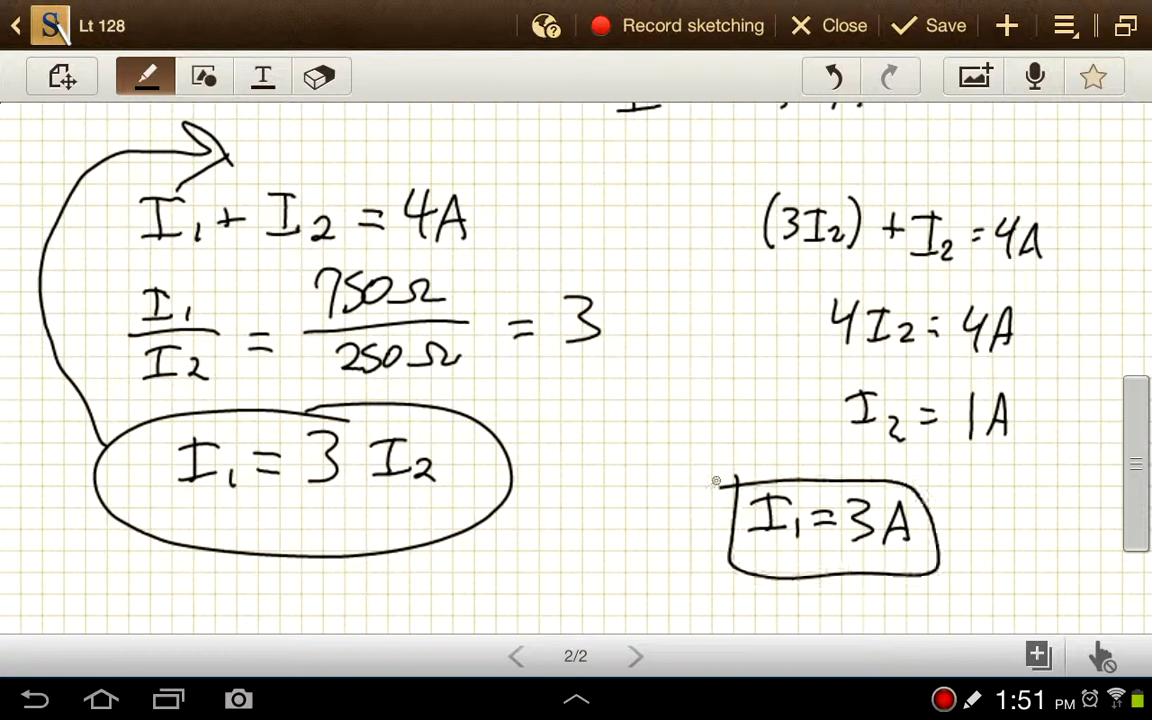 Lt 128
Record sketching
Close
Save
I₁ + I₂ = 4A
I₁/I₂ = 750Ω/250Ω = 3
I₁ = 3 I₂
(3I₂) + I₂ = 4A
4I₂ = 4A
I₂ = 1A
I₁ = 3A
2/2
1:51 PM